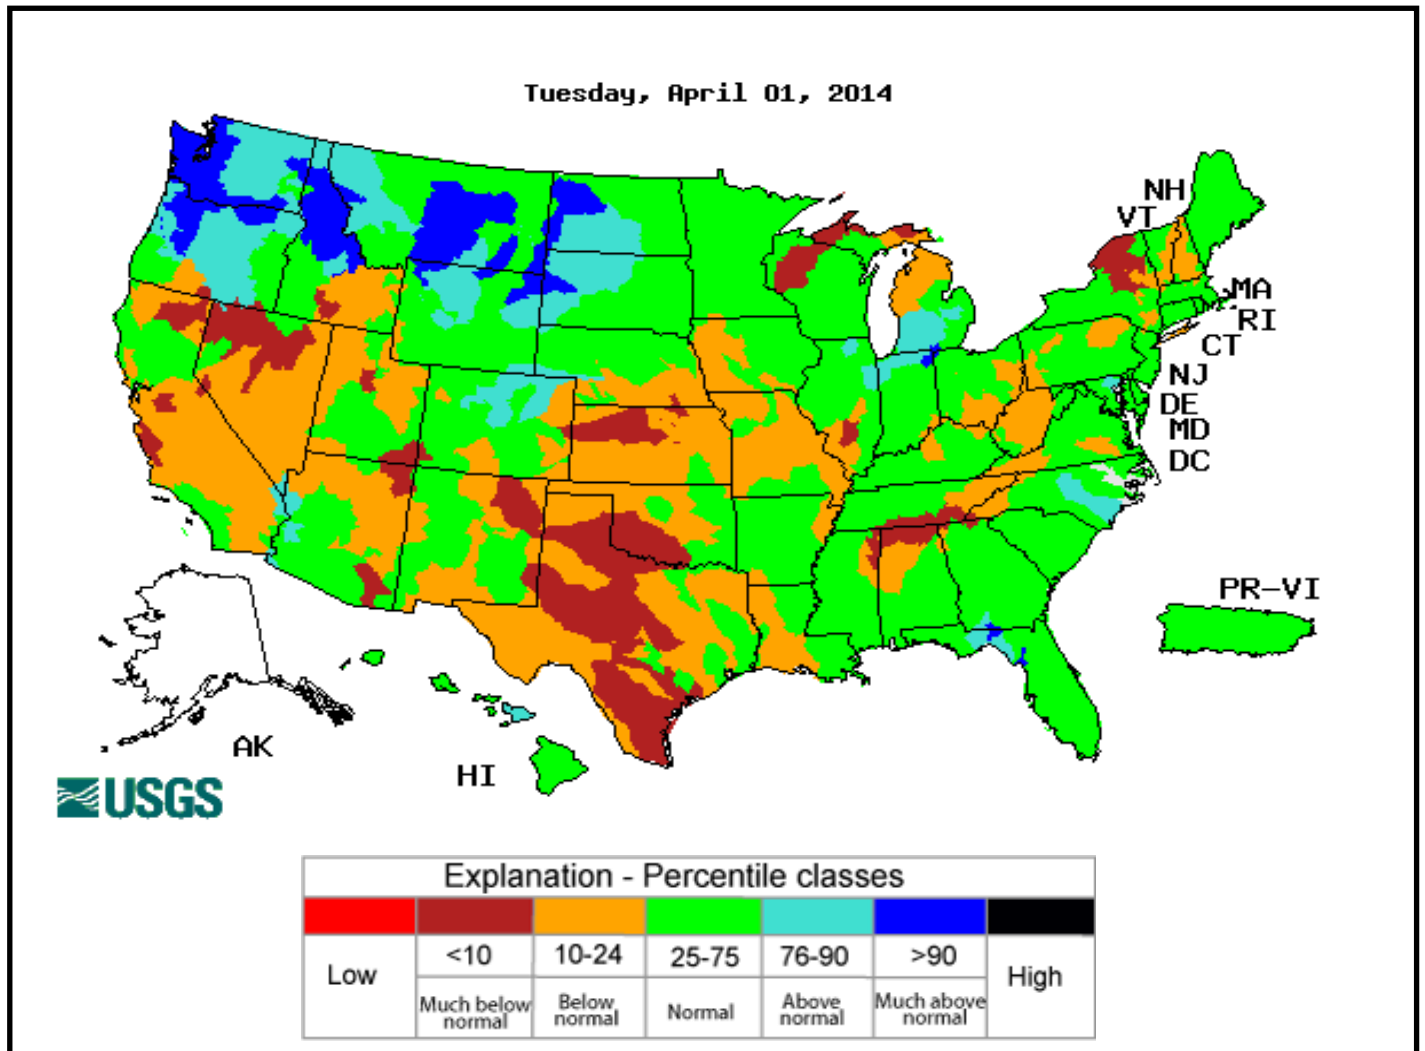 Tuesday, April 01, 2014
NH
VT
MA
RI
CT
NJ
DE
MD
DC
PR-VI
AK
HI
USGS
Explanation - Percentile classes
Low
<10
10-24
25-75
76-90
>90
High
Much below normal
Below normal
Normal
Above normal
Much above normal